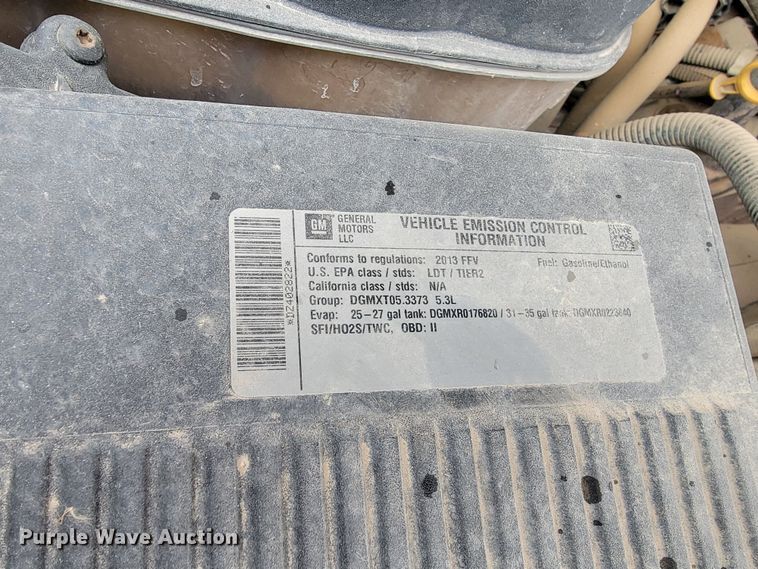 GM
GENERAL MOTORS LLC
VEHICLE EMISSION CONTROL INFORMATION
Conforms to regulations: 2013 FFV Fuel: Gasoline/Ethanol
U.S. EPA class / stds: LDT / TIER2
California class / stds: N/A
Group: DGMXT05.3373 5.3L
Evap: 25-27 gal tank: DGMXR0176820 / 31-35 gal tank: DGMXR0223840
SFI/HO2S/TWC, OBD: II
*DZ402822*
Purple Wave Auction